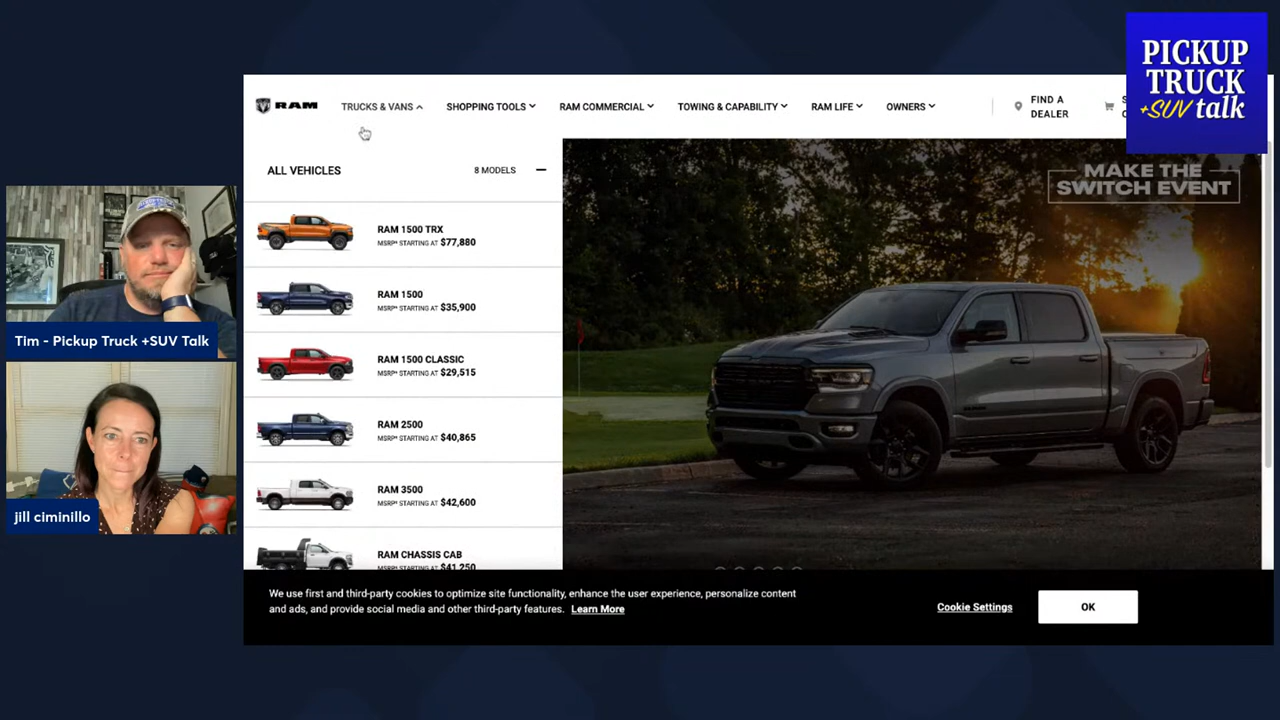 PICKUP
TRUCK
+SUV talk
RAM
TRUCKS & VANS
SHOPPING TOOLS
RAM COMMERCIAL
TOWING & CAPABILITY
RAM LIFE
OWNERS
FIND A
DEALER
ALL VEHICLES
8 MODELS
MAKE THE
SWITCH EVENT
RAM 1500 TRX
MSRP* STARTING AT $77,880
RAM 1500
MSRP* STARTING AT $35,900
RAM 1500 CLASSIC
MSRP* STARTING AT $29,515
RAM 2500
MSRP* STARTING AT $40,865
RAM 3500
MSRP* STARTING AT $42,600
RAM CHASSIS CAB
MSRP* STARTING AT $41,250
Tim - Pickup Truck +SUV Talk
jill ciminillo
We use first and third-party cookies to optimize site functionality, enhance the user experience, personalize content
and ads, and provide social media and other third-party features. Learn More
Cookie Settings
OK